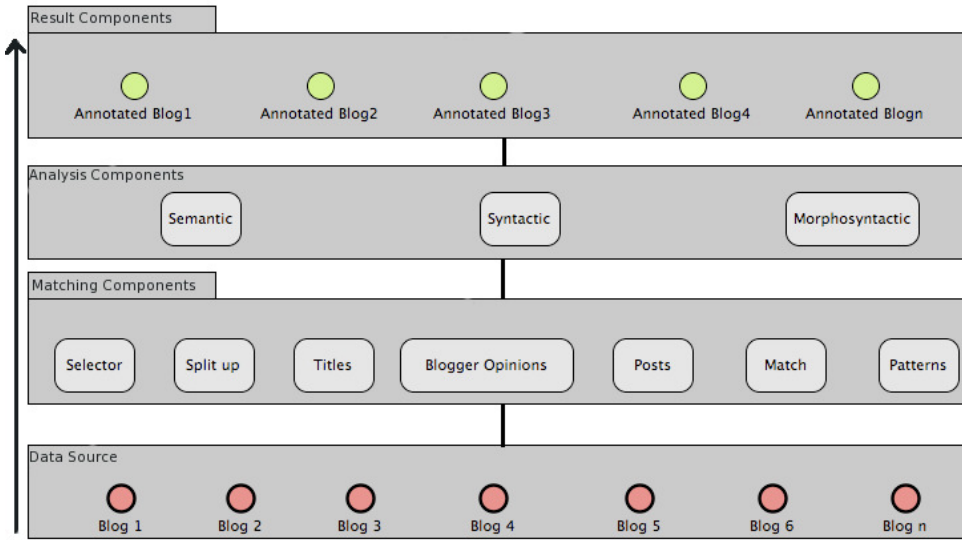 Result Components
Annotated Blog1 Annotated Blog2 Annotated Blog3 Annotated Blog4 Annotated Blogn
Analysis Components
Semantic Syntactic Morphosyntactic
Matching Components
Selector Split up Titles Blogger Opinions Posts Match Patterns
Data Source
Blog 1 Blog 2 Blog 3 Blog 4 Blog 5 Blog 6 Blog n